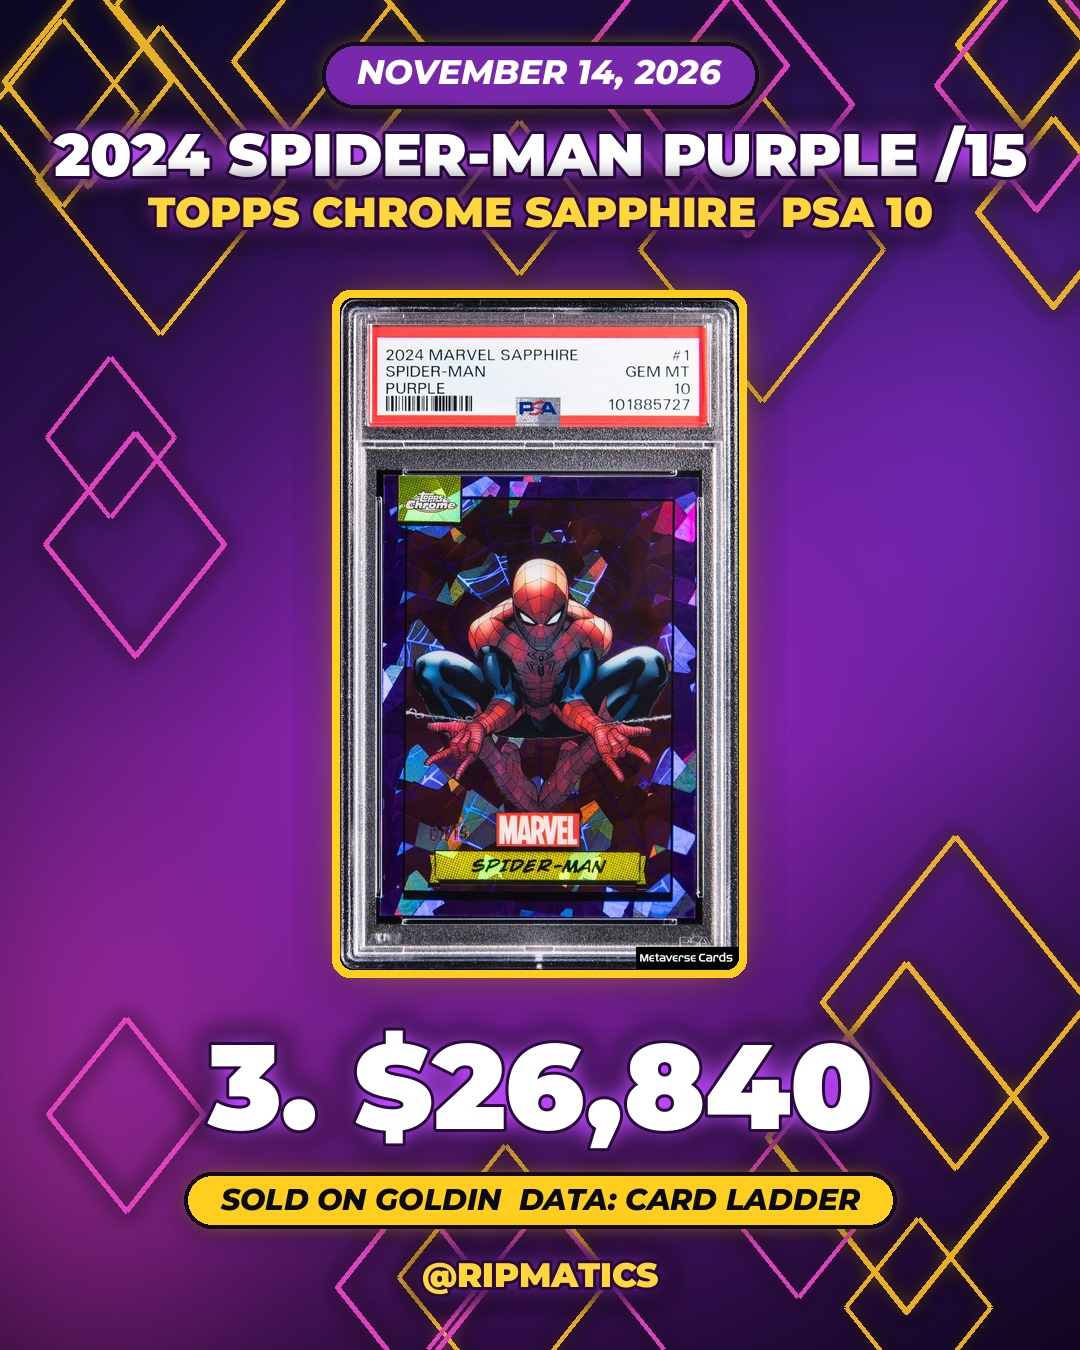 NOVEMBER 14, 2026
2024 SPIDER-MAN PURPLE /15
TOPPS CHROME SAPPHIRE PSA 10
2024 MARVEL SAPPHIRE #1
SPIDER-MAN GEM MT
PURPLE 10
PSA 101885727
Topps
Chrome
MARVEL
SPIDER-MAN
PSA
Metaverse Cards
3. $26,840
SOLD ON GOLDIN DATA: CARD LADDER
@RIPMATICS